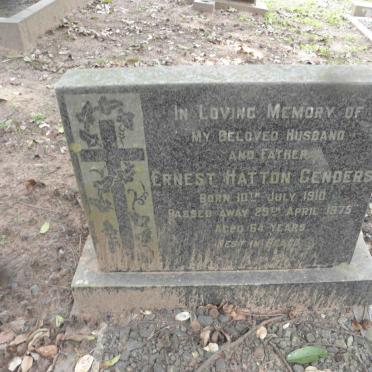 In Loving Memory of
My Beloved Husband
and Father
Ernest Hatton Genders
Born 10th July 1910
Passed away 29th April 1975
Aged 64 Years
Rest in Peace